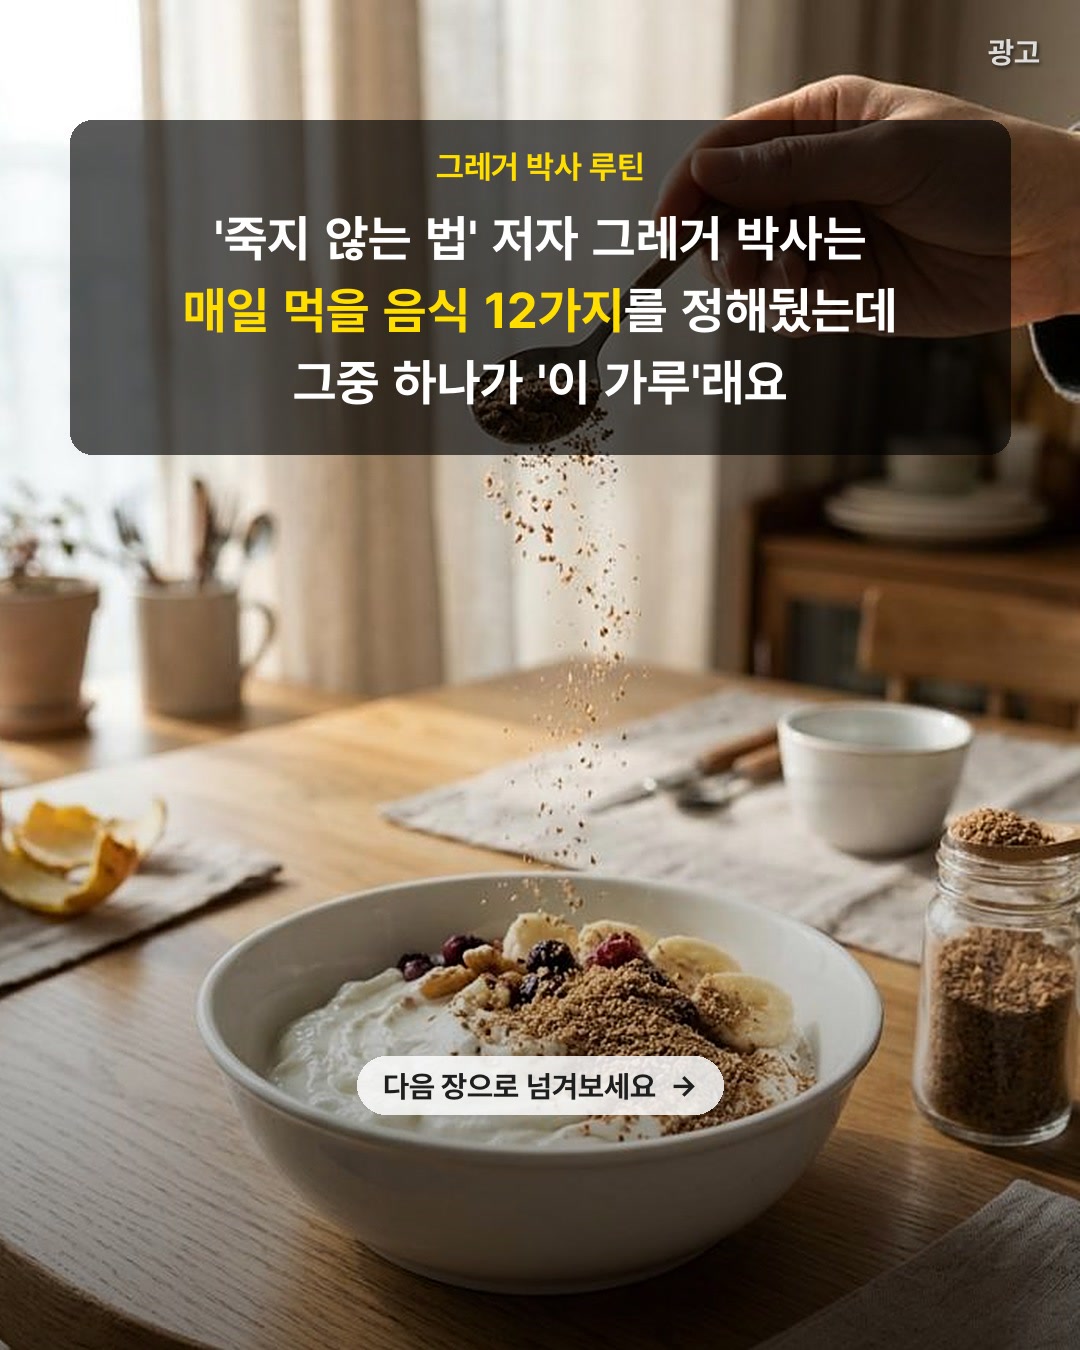 광고
그레거 박사 루틴
'죽지 않는 법' 저자 그레거 박사는
매일 먹을 음식 12가지를 정해뒀는데
그중 하나가 '이 가루'래요
다음 장으로 넘겨보세요 →